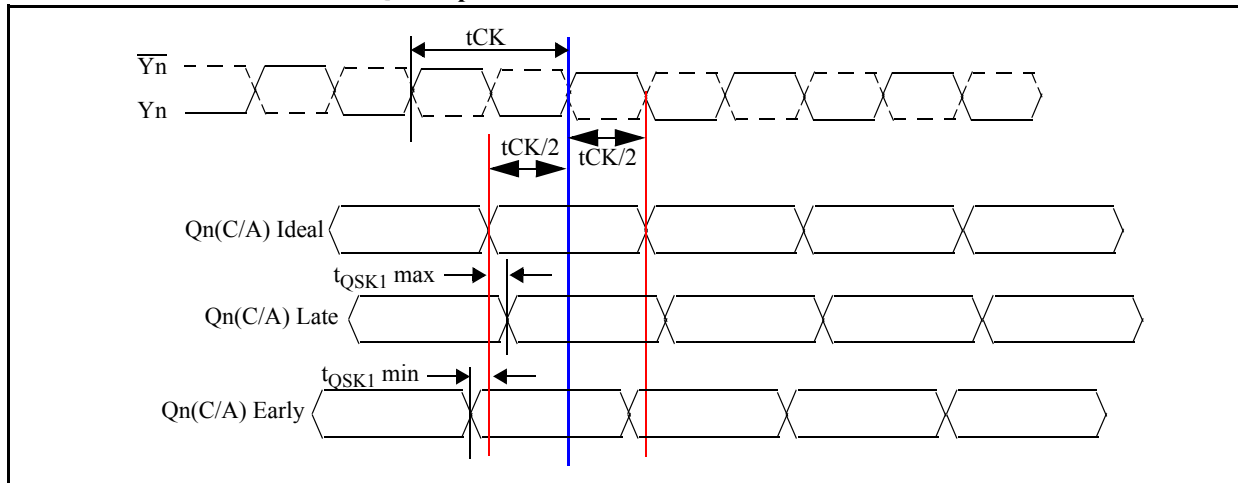 tCK
Yn
Yn
tCK/2
tCK/2
Qn(C/A) Ideal
tQSK1 max
Qn(C/A) Late
tQSK1 min
Qn(C/A) Early